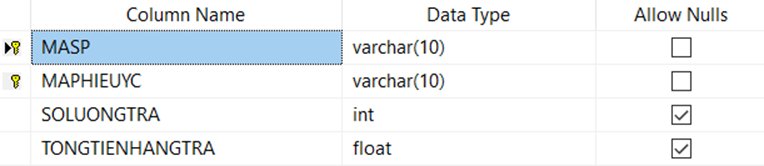 Column Name Data Type Allow Nulls
MASP varchar(10)
MAPHIEUYC varchar(10)
SOLUONGTRA int
TONGTIENHANGTRA float